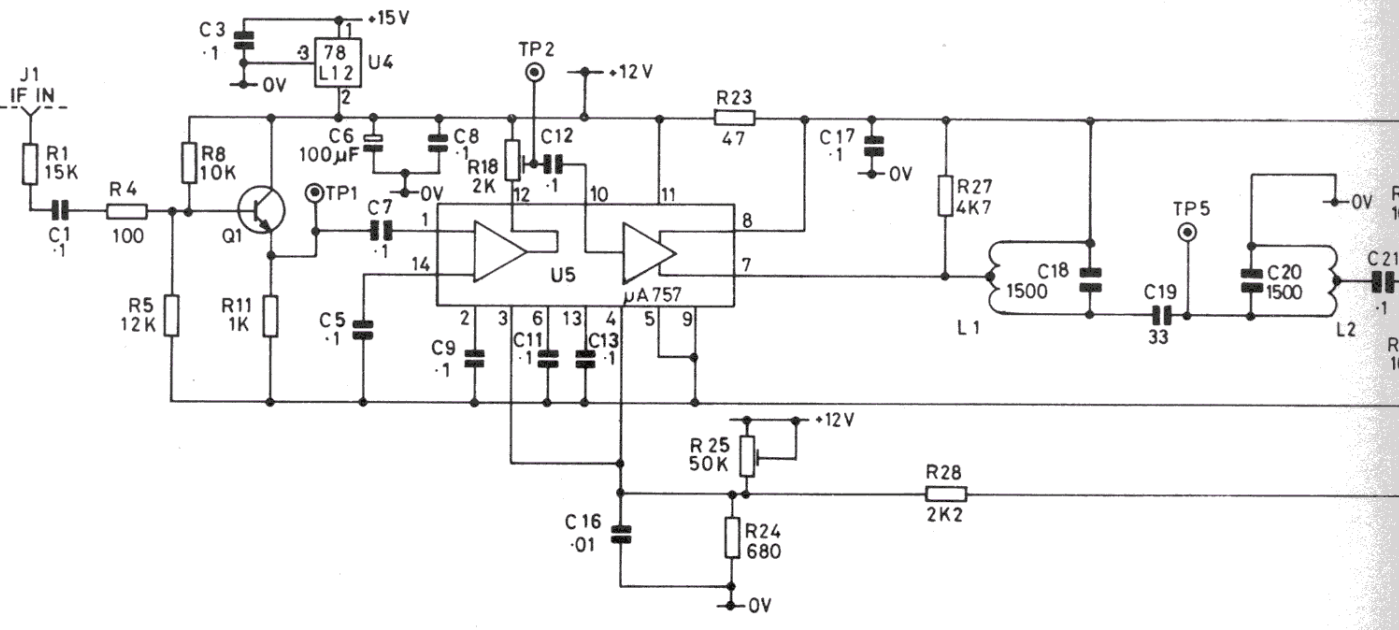 +15V
C3
.1
1
.3
78
L12
U4
0V
2
J1
IF IN
TP2
+12V
R1
15K
R8
10K
C6
100µF
C8
.1
0V
R18
2K
C12
.1
R23
47
C17
.1
0V
R27
4K7
C1
.1
R4
100
Q1
TP1
C7
.1
12
10
11
1
14
8
7
U5
µA757
R5
12K
R11
1K
C5
.1
2
3
6
13
4
5
9
C9
.1
C11
.1
C13
.1
L1
C18
1500
C19
33
TP5
0V
C20
1500
L2
C21
.1
R
R
R25
50K
+12V
R28
2K2
C16
.01
R24
680
0V